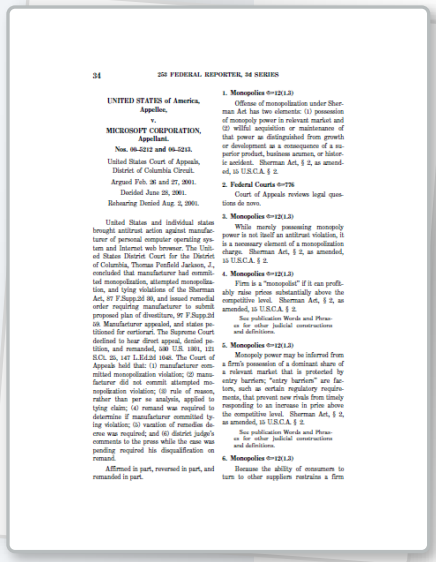 34
253 FEDERAL REPORTER, 3d SERIES
UNITED STATES of America,
Appellee,
v.
MICROSOFT CORPORATION,
Appellant.
Nos. 00-5212 and 00-5213.
United States Court of Appeals,
District of Columbia Circuit.
Argued Feb. 26 and 27, 2001.
Decided June 28, 2001.
Rehearing Denied Aug. 2, 2001.
United States and individual states
brought antitrust action against manufac-
turer of personal computer operating sys-
tem and Internet web browser. The Unit-
ed States District Court for the District
of Columbia, Thomas Penfield Jackson, J.,
concluded that manufacturer had commit-
ted monopolization, attempted monopoliza-
tion, and tying violations of the Sherman
Act, 87 F.Supp.2d 30, and issued remedial
order requiring manufacturer to submit
proposed plan of divestiture, 97 F.Supp.2d
59. Manufacturer appealed, and states pe-
titioned for certiorari. The Supreme Court
declined to hear direct appeal, denied pe-
tition, and remanded, 530 U.S. 1301, 121
S.Ct. 25, 147 L.Ed.2d 1048. The Court of
Appeals held that: (1) manufacturer com-
mitted monopolization violation; (2) manu-
facturer did not commit attempted mo-
nopolization violation; (3) rule of reason,
rather than per se analysis, applied to
tying claim; (4) remand was required to
determine if manufacturer committed ty-
ing violation; (5) vacation of remedies de-
cree was required; and (6) district judge's
comments to the press while the case was
pending required his disqualification on
remand.
Affirmed in part, reversed in part, and
remanded in part.
1. Monopolies ⚷12(1.3)
Offense of monopolization under Sher-
man Act has two elements: (1) possession
of monopoly power in relevant market and
(2) willful acquisition or maintenance of
that power as distinguished from growth
or development as a consequence of a su-
perior product, business acumen, or histor-
ic accident. Sherman Act, § 2, as amend-
ed, 15 U.S.C.A. § 2.
2. Federal Courts ⚷776
Court of Appeals reviews legal ques-
tions de novo.
3. Monopolies ⚷12(1.3)
While merely possessing monopoly
power is not itself an antitrust violation, it
is a necessary element of a monopolization
charge. Sherman Act, § 2, as amended,
15 U.S.C.A. § 2.
4. Monopolies ⚷12(1.3)
Firm is a "monopolist" if it can profit-
ably raise prices substantially above the
competitive level. Sherman Act, § 2, as
amended, 15 U.S.C.A. § 2.
See publication Words and Phras-
es for other judicial constructions
and definitions.
5. Monopolies ⚷12(1.3)
Monopoly power may be inferred from
a firm's possession of a dominant share of
a relevant market that is protected by
entry barriers; "entry barriers" are fac-
tors, such as certain regulatory require-
ments, that prevent new rivals from timely
responding to an increase in price above
the competitive level. Sherman Act, § 2,
as amended, 15 U.S.C.A. § 2.
See publication Words and Phras-
es for other judicial constructions
and definitions.
6. Monopolies ⚷12(1.3)
Because the ability of consumers to
turn to other suppliers restrains a firm